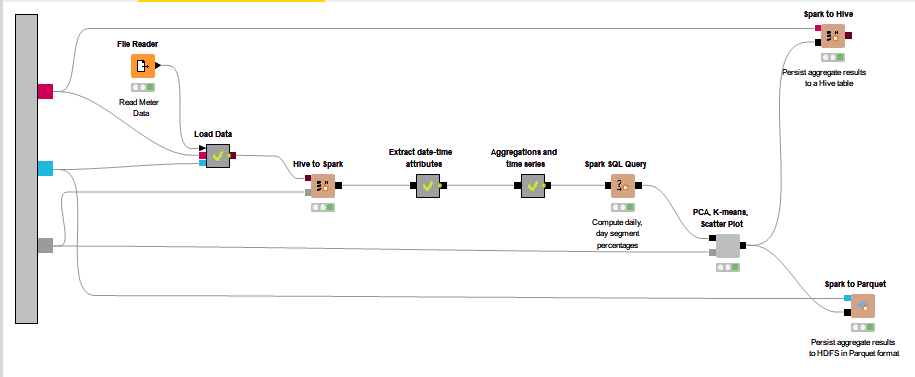 Spark to Hive
Persist aggregate results
to a Hive table
File Reader
Read Meter
Data
Load Data
Hive to Spark
Extract date-time
attributes
Aggregations and
time series
Spark SQL Query
Compute daily,
day segment
percentages
PCA, K-means,
Scatter Plot
Spark to Parquet
Persist aggregate results
to HDFS in Parquet format